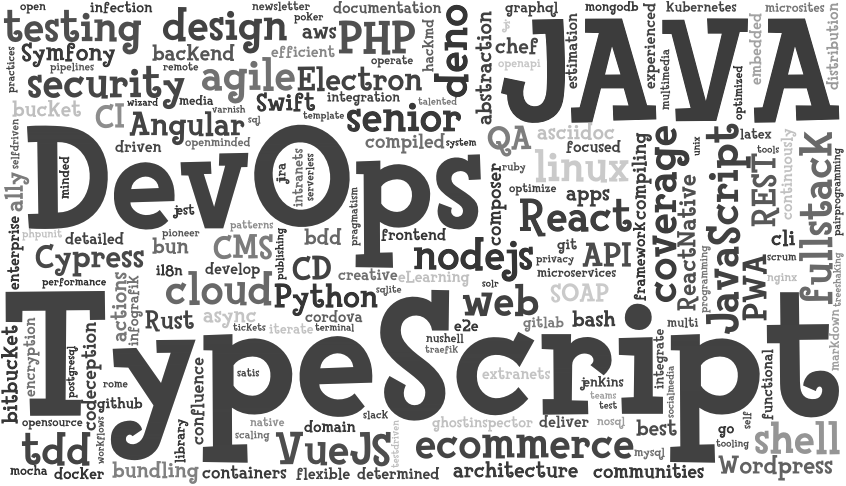 open
infection
newsletter
poker
documentation
graphql
mongodb
kubernetes
microsites
testing
design
aws
PHP
hackmd
deno
abstraction
chef
jr
openapi
estimation
JAVA
experienced
multimedia
optimized
embedded
distribution
practices
Symfony
backend
efficient
operate
pipelines
remote
security
agile
Electron
bucket
CI
wizard
media
varnish
sql
Swift
integration
talented
template
senior
selfdriven
Angular
driven
openminded
compiled
system
QA
asciidoc
focused
latex
linux
ruby
unix
tools
continuously
a11y
minded
DevOps
jest
jra
intranets
serverless
pragmatism
composer
optimize
apps
framework
compiling
coverage
ReactNative
JavaScript
REST
fullstack
pairprogramming
enterprise
phpunit
detailed
pioneer
patterns
publishing
bdd
frontend
React
git
API
cli
Cypress
bun
CMS
nodejs
privacy
microservices
scrum
i18n
develop
CD
creative
eLearning
solr
SOAP
programming
PWA
nginx
treeshaking
performance
cloud
Python
sqlite
web
actions
infografik
Rust
async
tickets
iterate
cordova
terminal
nushell
traefik
e2e
gitlab
bash
multi
markdown
bitbucket
encryption
postgresql
codeception
TypeScript
rome
github
satis
confluence
extranets
jenkins
teams
test
integrate
socialmedia
functional
opensource
workflows
library
native
scaling
domain
slack
testdriven
ghostinspector
deliver
nosql
best
go
self
tooling
shell
tdd
VueJS
ecommerce
mysql
mocha
docker
bundling
containers
flexible
determined
architecture
communities
Wordpress